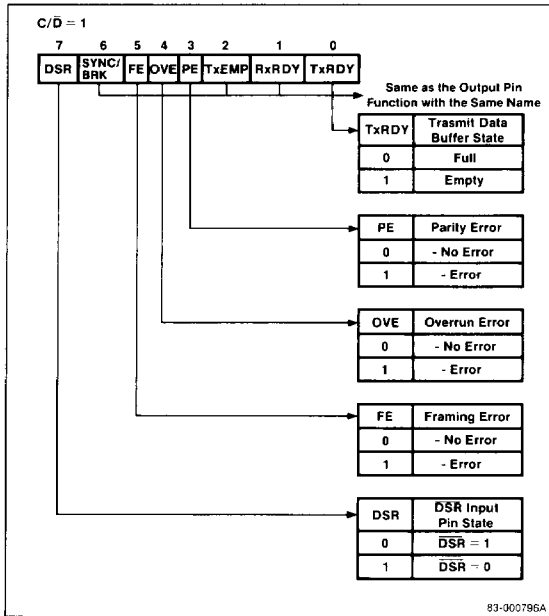 C/D̅ = 1
7 6 5 4 3 2 1 0
DSR SYNC/BRK FE OVE PE TxEMP RxRDY TxRDY
Same as the Output Pin
Function with the Same Name
TxRDY Trasmit Data
Buffer State
0 Full
1 Empty
PE Parity Error
0 - No Error
1 - Error
OVE Overrun Error
0 - No Error
1 - Error
FE Framing Error
0 - No Error
1 - Error
DSR D̅S̅R̅ Input
Pin State
0 D̅S̅R̅ = 1
1 D̅S̅R̅ = 0
83-000796A